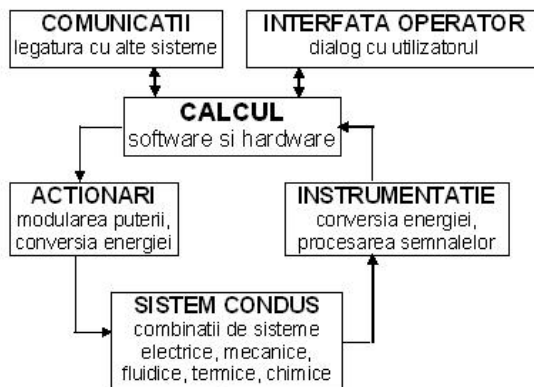 COMUNICATII
legatura cu alte sisteme
INTERFATA OPERATOR
dialog cu utilizatorul
CALCUL
software si hardware
ACTIONARI
modularea puterii,
conversia energiei
INSTRUMENTATIE
conversia energiei,
procesarea semnalelor
SISTEM CONDUS
combinatii de sisteme
electrice, mecanice,
fluidice, termice, chimice